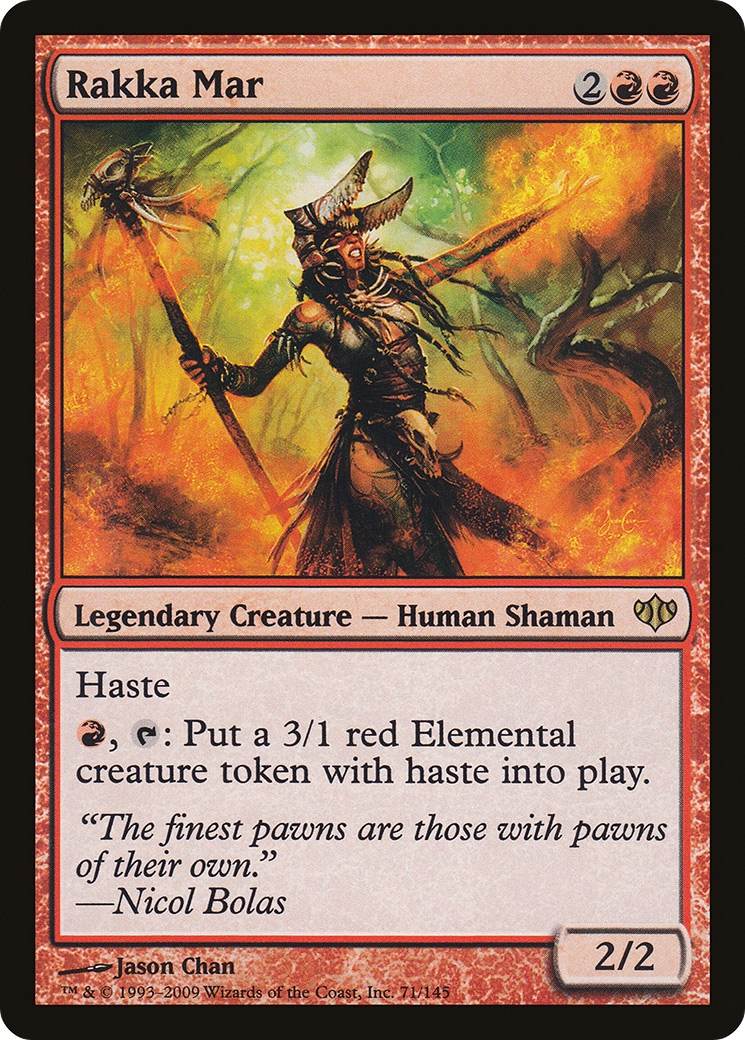 Rakka Mar 2
Legendary Creature — Human Shaman
Haste
, : Put a 3/1 red Elemental
creature token with haste into play.
“The finest pawns are those with pawns
of their own.”
—Nicol Bolas
2/2
Jason Chan
™ & © 1993–2009 Wizards of the Coast, Inc. 71/145